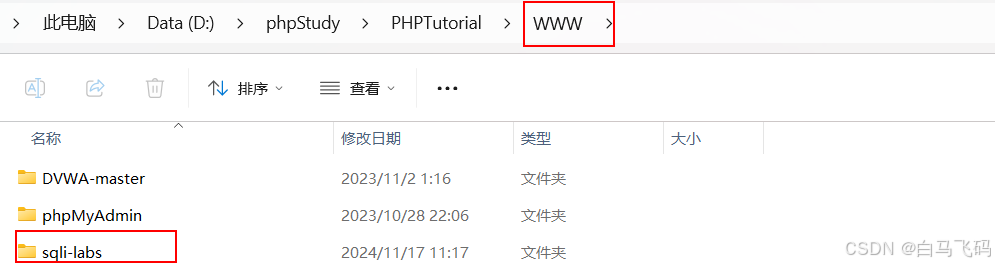 此电脑 > Data (D:) > phpStudy > PHPTutorial > WWW >
排序 查看
名称 修改日期 类型 大小
DVWA-master 2023/11/2 1:16 文件夹
phpMyAdmin 2023/10/28 22:06 文件夹
sqli-labs 2024/11/17 11:17 文件夹
CSDN @白马飞码